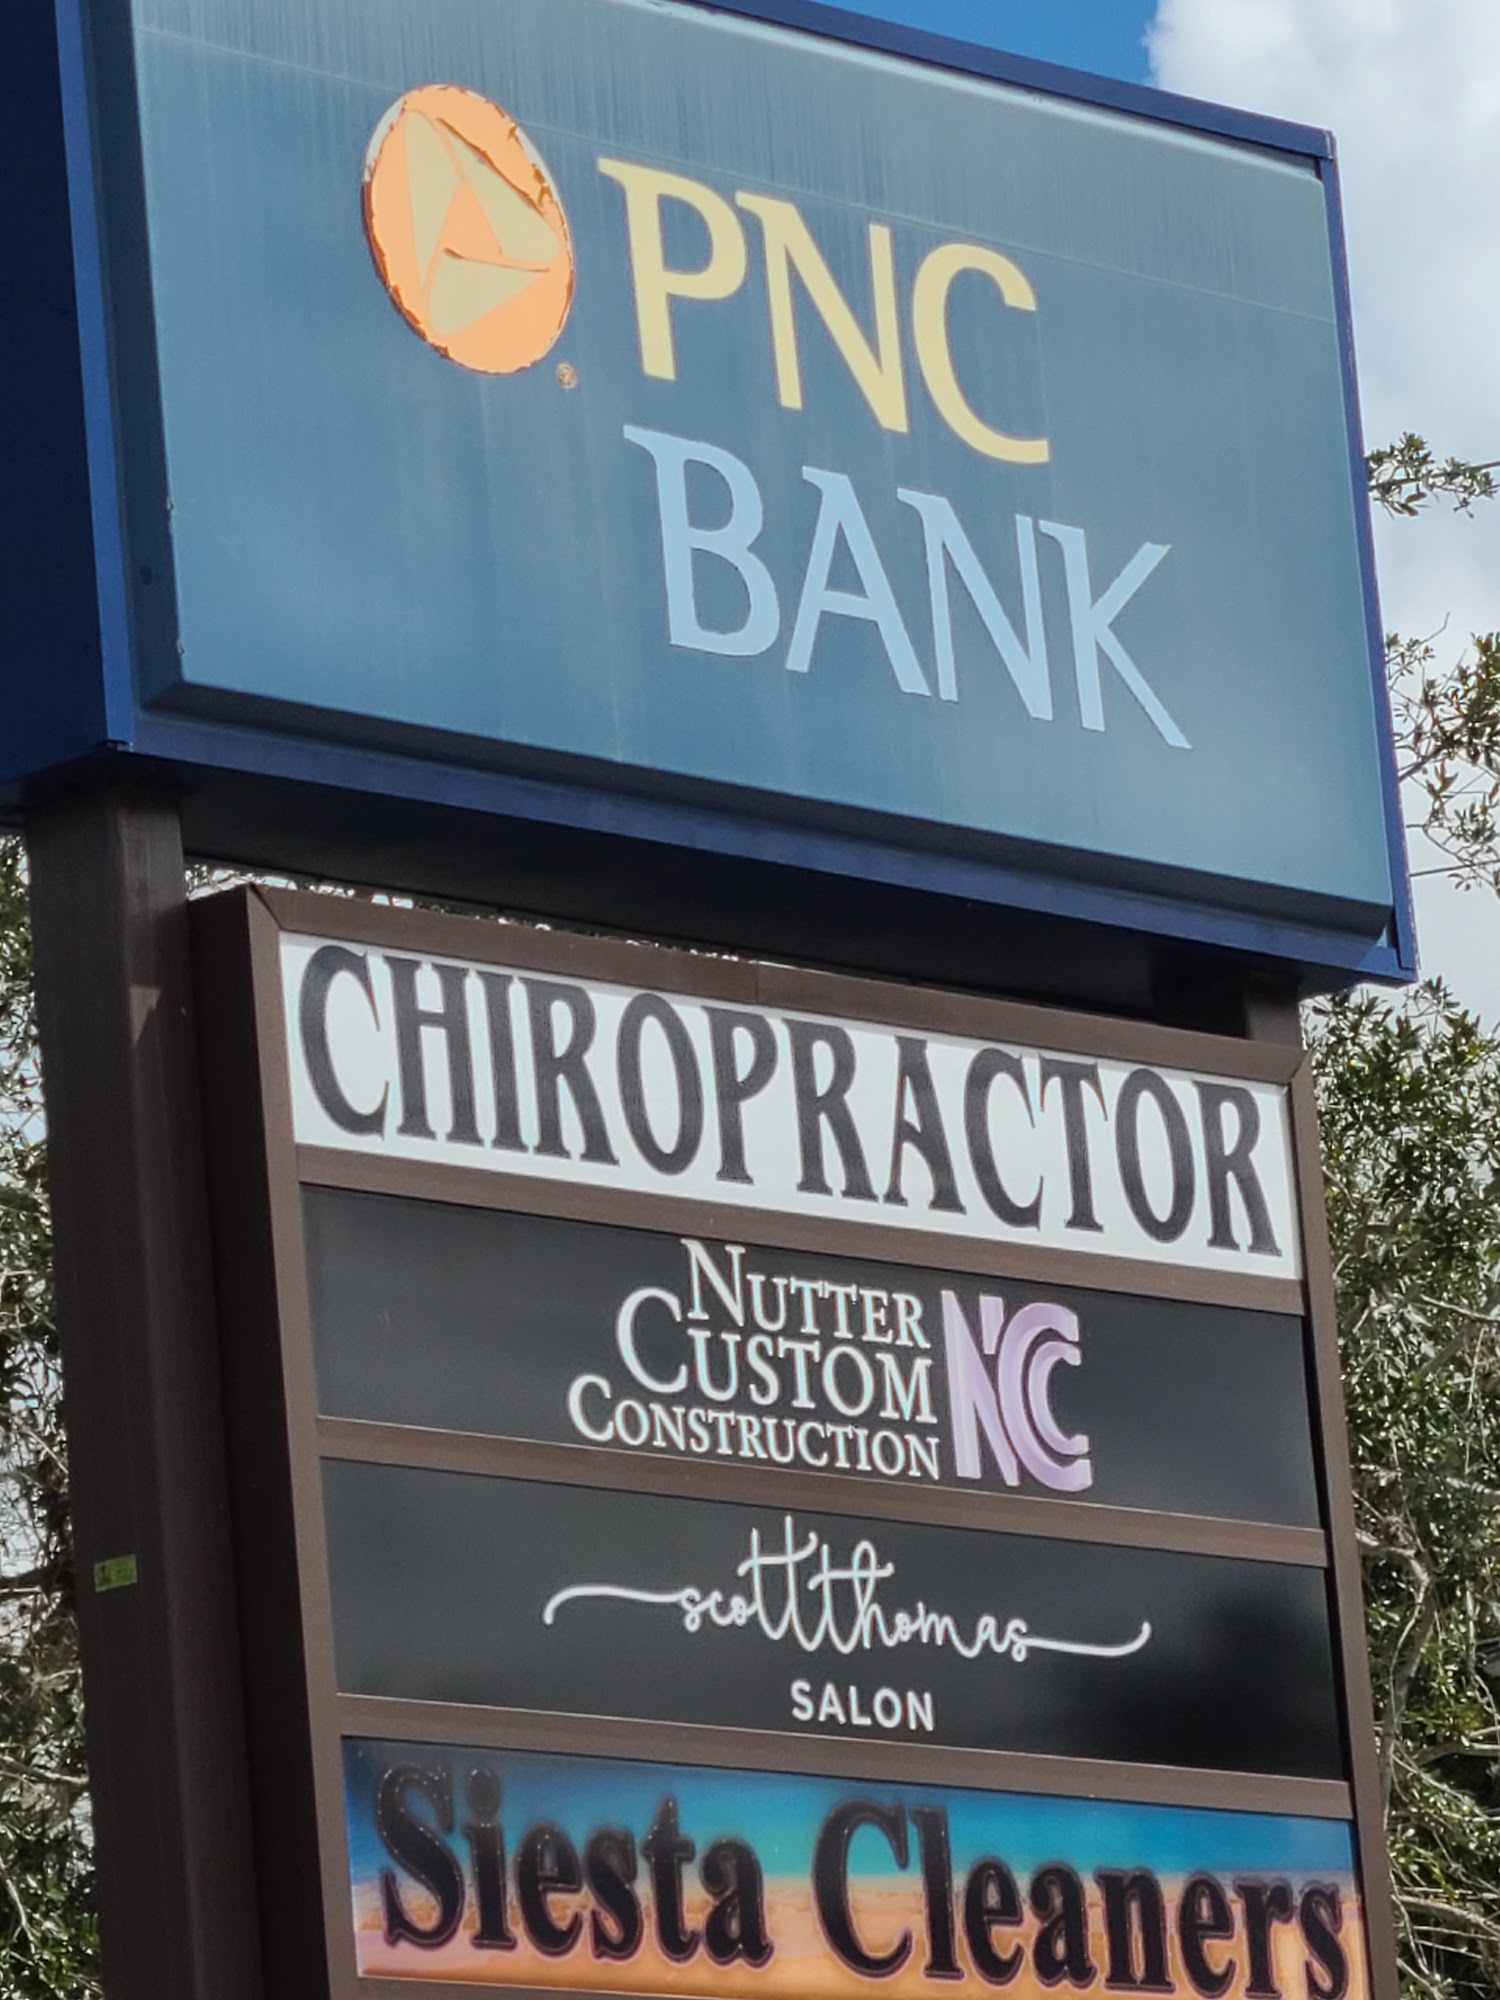 PNC
BANK
CHIROPRACTOR
NUTTER
CUSTOM
CONSTRUCTION
NCC
scottthomas
SALON
Siesta Cleaners